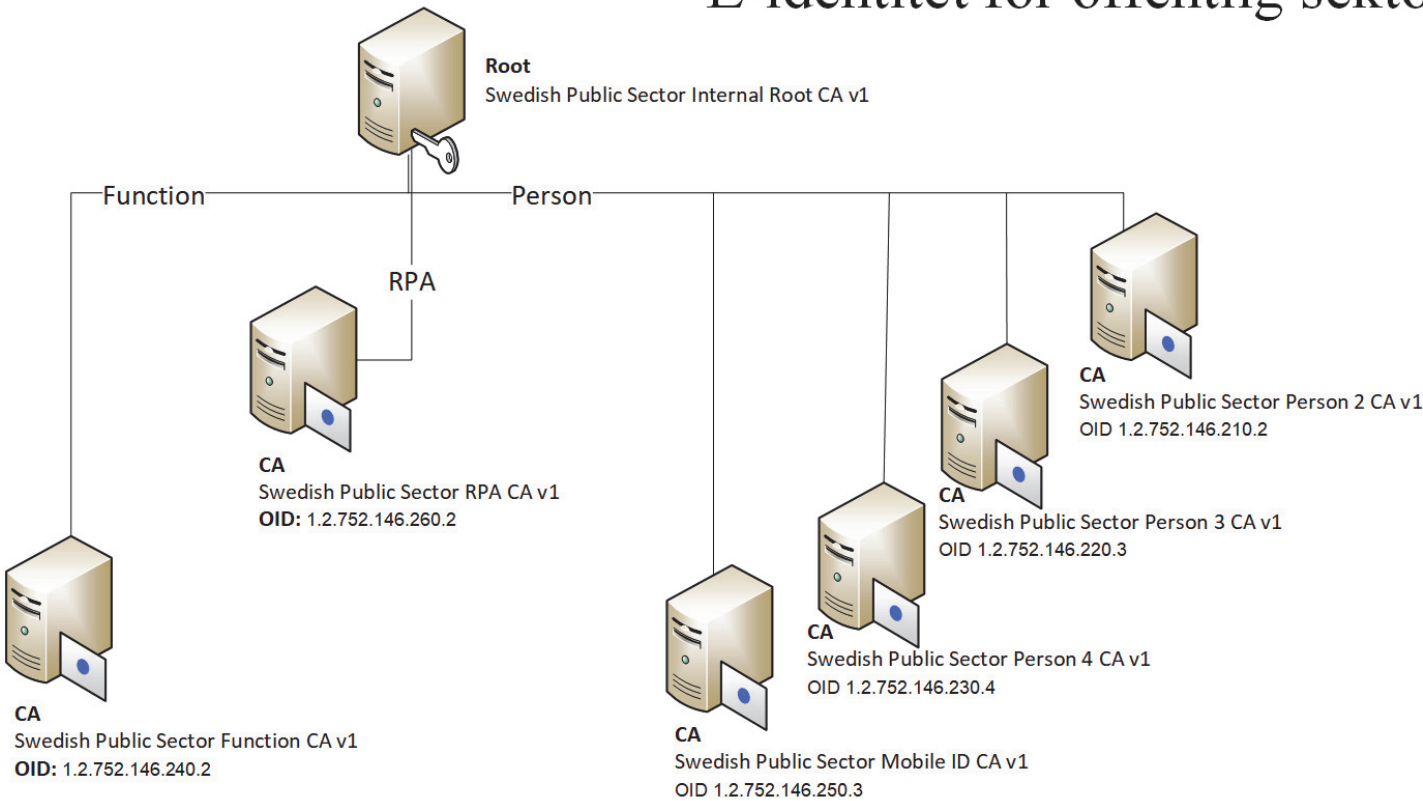 Root
Swedish Public Sector Internal Root CA v1
Function
Person
RPA
CA
Swedish Public Sector Person 2 CA v1
OID 1.2.752.146.210.2
CA
Swedish Public Sector RPA CA v1
OID: 1.2.752.146.260.2
CA
Swedish Public Sector Person 3 CA v1
OID 1.2.752.146.220.3
CA
Swedish Public Sector Person 4 CA v1
OID 1.2.752.146.230.4
CA
Swedish Public Sector Function CA v1
OID: 1.2.752.146.240.2
CA
Swedish Public Sector Mobile ID CA v1
OID 1.2.752.146.250.3